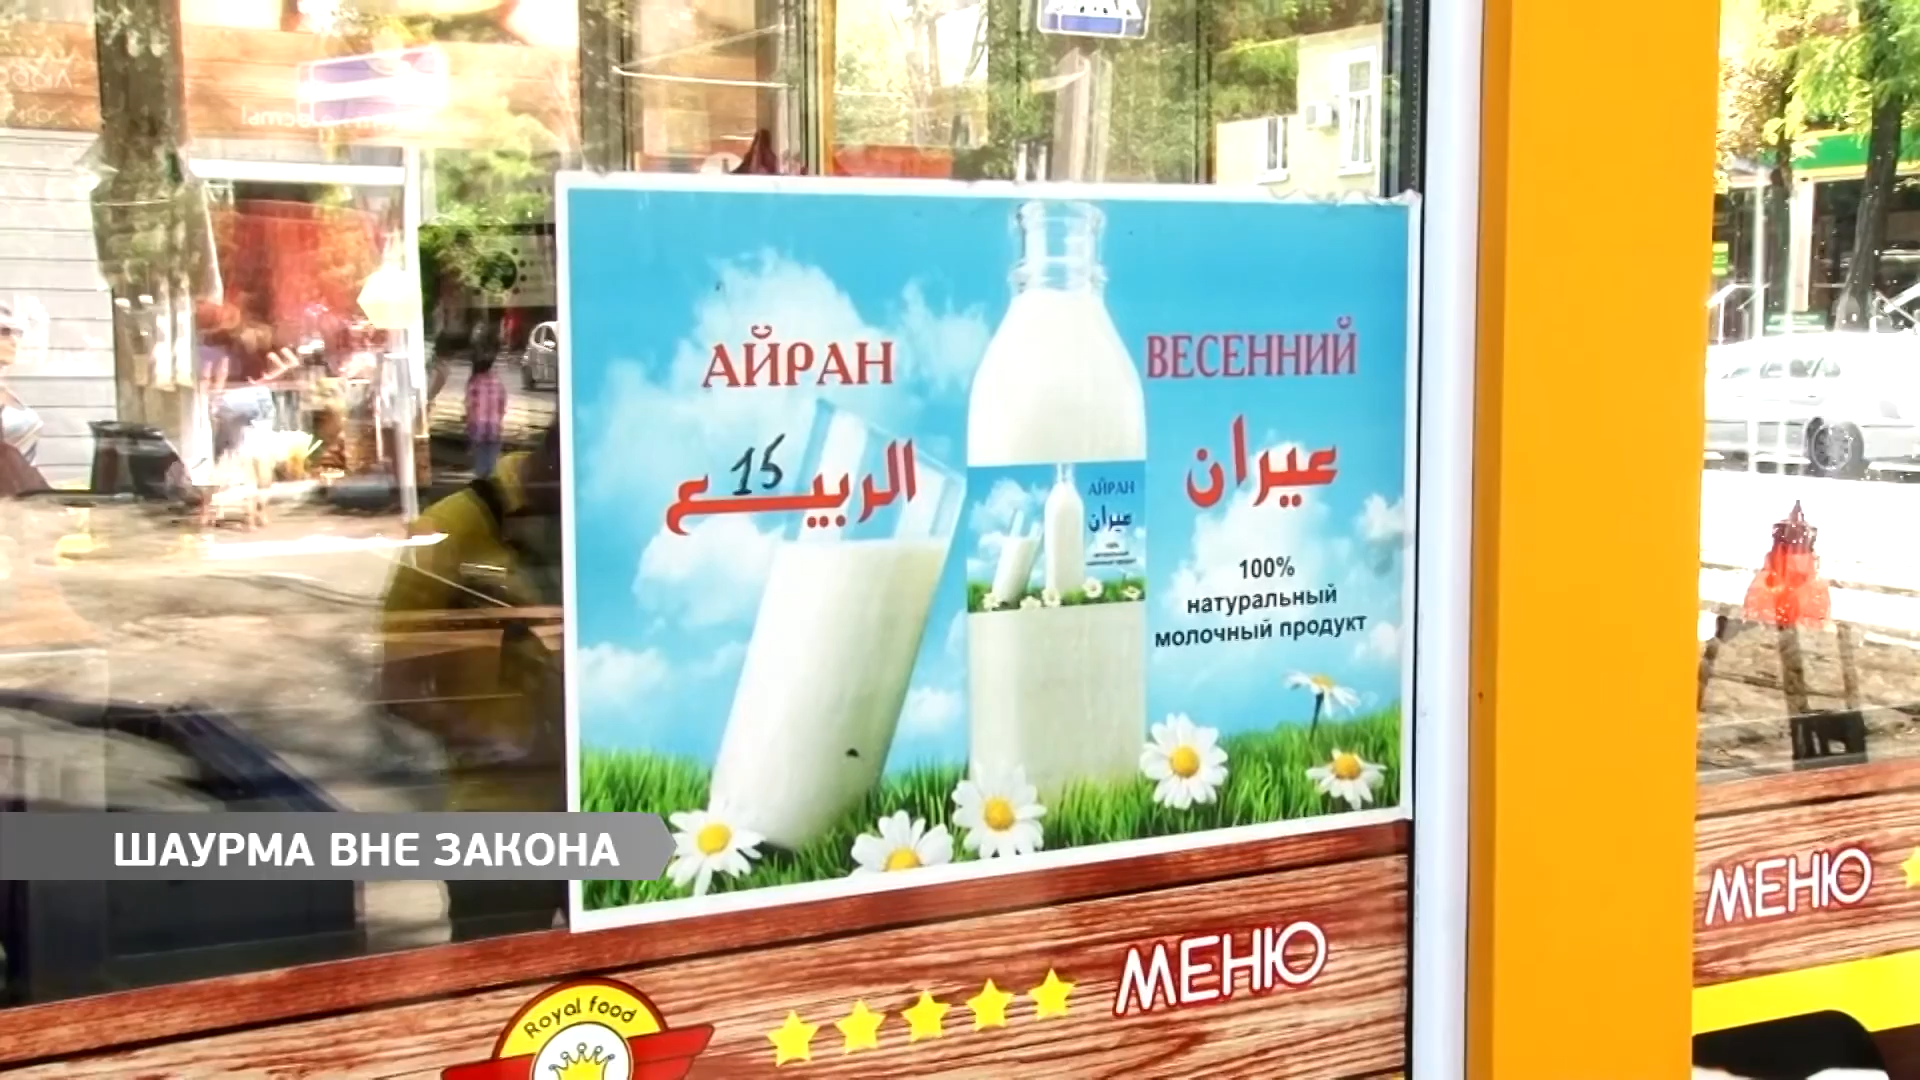 АЙРАН
ВЕСЕННИЙ
15
الربيع
عيران
АЙРАН
عيران
100%
натуральный
молочный продукт
ШАУРМА ВНЕ ЗАКОНА
МЕНЮ
МЕНЮ
Royal food